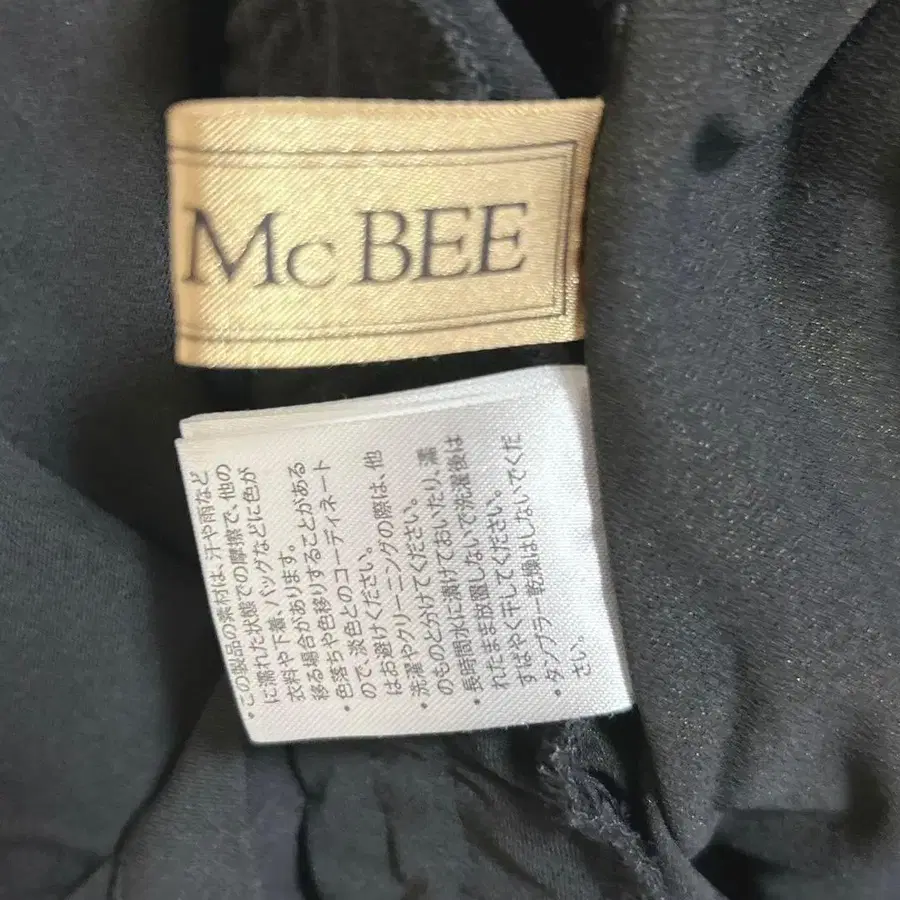 Mc BEE
・この製品の素材は、汗や雨など
に濡れた状態での摩擦で、他の
衣料や下着、バッグなどに色が
移る場合があります。
・色落ちや色移りすることがある
ので、淡色とのコーディネート
はお避けください。
・洗濯やクリーニングの際は、他
のものと分けてください。
・長時間水に漬けておいたり、濡
れたまま放置しないで洗濯後は
すばやく干してください。
・タンブラー乾燥はしないでくだ
さい。